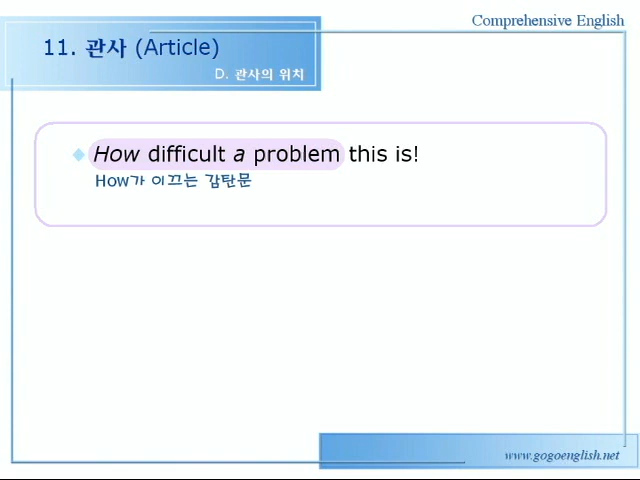 Comprehensive English
11. 관사 (Article)
D. 관사의 위치
How difficult a problem this is!
How가 이끄는 감탄문
www.gogoenglish.net